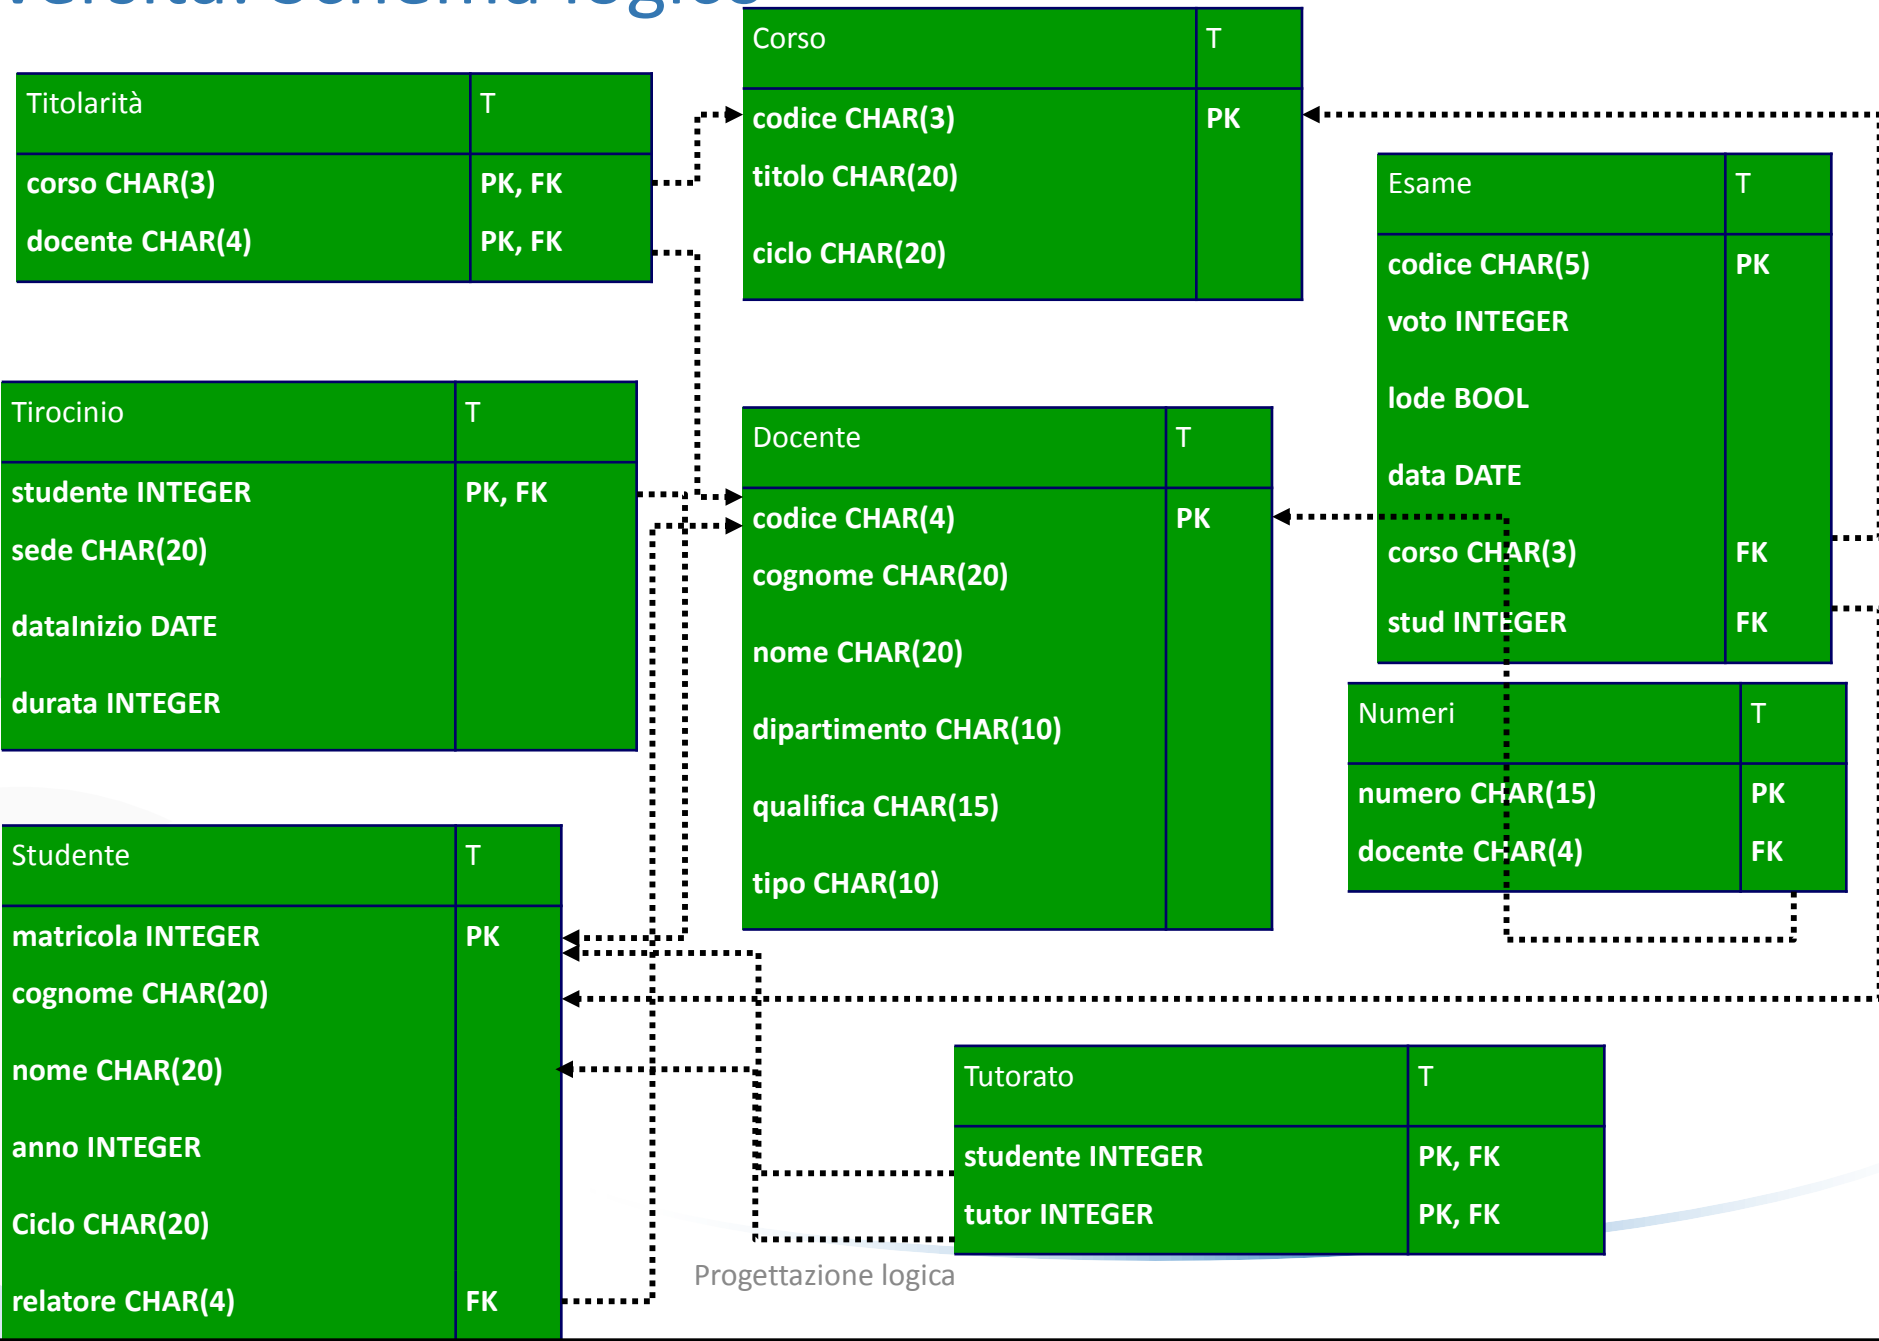 Titolarità T
corso CHAR(3) PK, FK
docente CHAR(4) PK, FK
Corso T
codice CHAR(3) PK
titolo CHAR(20)
ciclo CHAR(20)
Esame T
codice CHAR(5) PK
voto INTEGER
lode BOOL
data DATE
corso CHAR(3) FK
stud INTEGER FK
Tirocinio T
studente INTEGER PK, FK
sede CHAR(20)
dataInizio DATE
durata INTEGER
Docente T
codice CHAR(4) PK
cognome CHAR(20)
nome CHAR(20)
dipartimento CHAR(10)
qualifica CHAR(15)
tipo CHAR(10)
Numeri T
numero CHAR(15) PK
docente CHAR(4) FK
Studente T
matricola INTEGER PK
cognome CHAR(20)
nome CHAR(20)
anno INTEGER
Ciclo CHAR(20)
relatore CHAR(4) FK
Tutorato T
studente INTEGER PK, FK
tutor INTEGER PK, FK
Progettazione logica